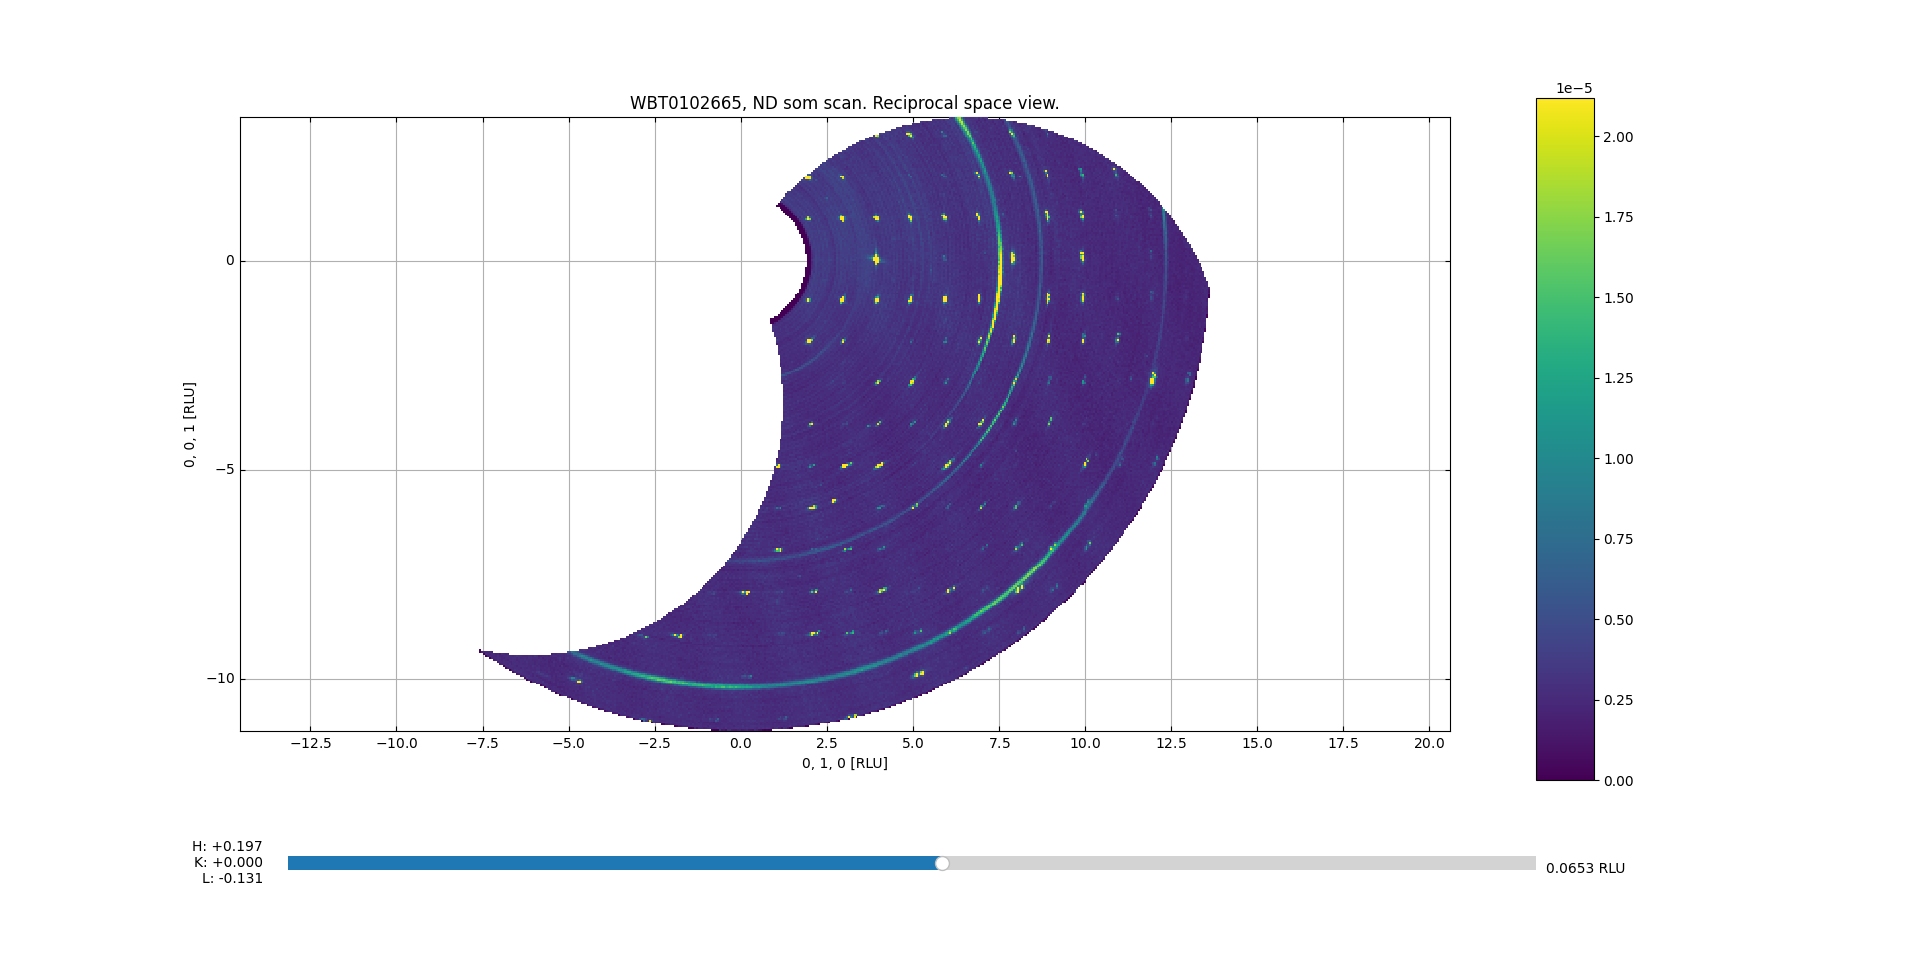 1e−5
WBT0102665, ND som scan. Reciprocal space view.
0
−5
−10
0, 0, 1 [RLU]
−12.5 −10.0 −7.5 −5.0 −2.5 0.0 2.5 5.0 7.5 10.0 12.5 15.0 17.5 20.0
0, 1, 0 [RLU]
2.00
1.75
1.50
1.25
1.00
0.75
0.50
0.25
0.00
H: +0.197
K: +0.000
L: -0.131
0.0653 RLU